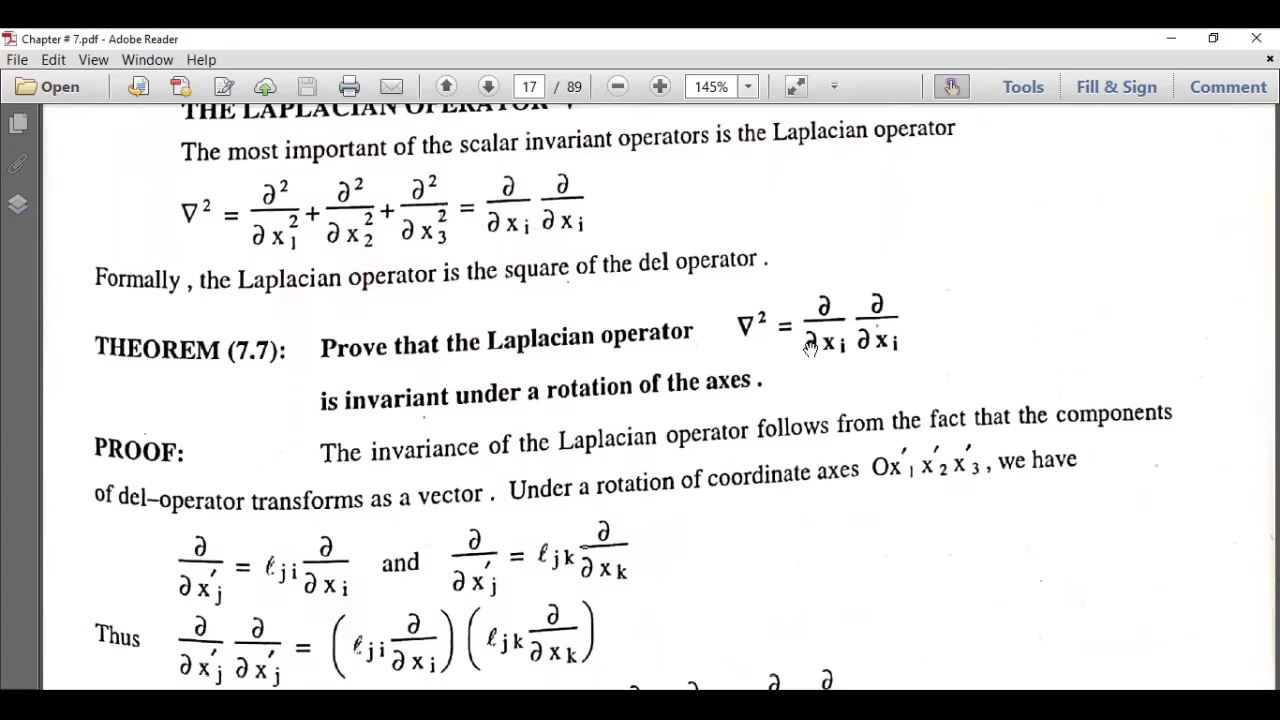 Chapter # 7.pdf - Adobe Reader
File Edit View Window Help
Open 17 / 89 145% Tools Fill & Sign Comment
THE LAPLACIAN OPERATOR
The most important of the scalar invariant operators is the Laplacian operator
∇² = ∂²/∂x₁² + ∂²/∂x₂² + ∂²/∂x₃² = ∂/∂xᵢ ∂/∂xᵢ
Formally , the Laplacian operator is the square of the del operator .
THEOREM (7.7): Prove that the Laplacian operator ∇² = ∂/∂xᵢ ∂/∂xᵢ
is invariant under a rotation of the axes .
PROOF: The invariance of the Laplacian operator follows from the fact that the components
of del–operator transforms as a vector . Under a rotation of coordinate axes Ox′₁ x′₂ x′₃ , we have
∂/∂x′ⱼ = ℓⱼᵢ ∂/∂xᵢ and ∂/∂x′ⱼ = ℓⱼₖ ∂/∂xₖ
Thus ∂/∂x′ⱼ ∂/∂x′ⱼ = (ℓⱼᵢ ∂/∂xᵢ) (ℓⱼₖ ∂/∂xₖ)